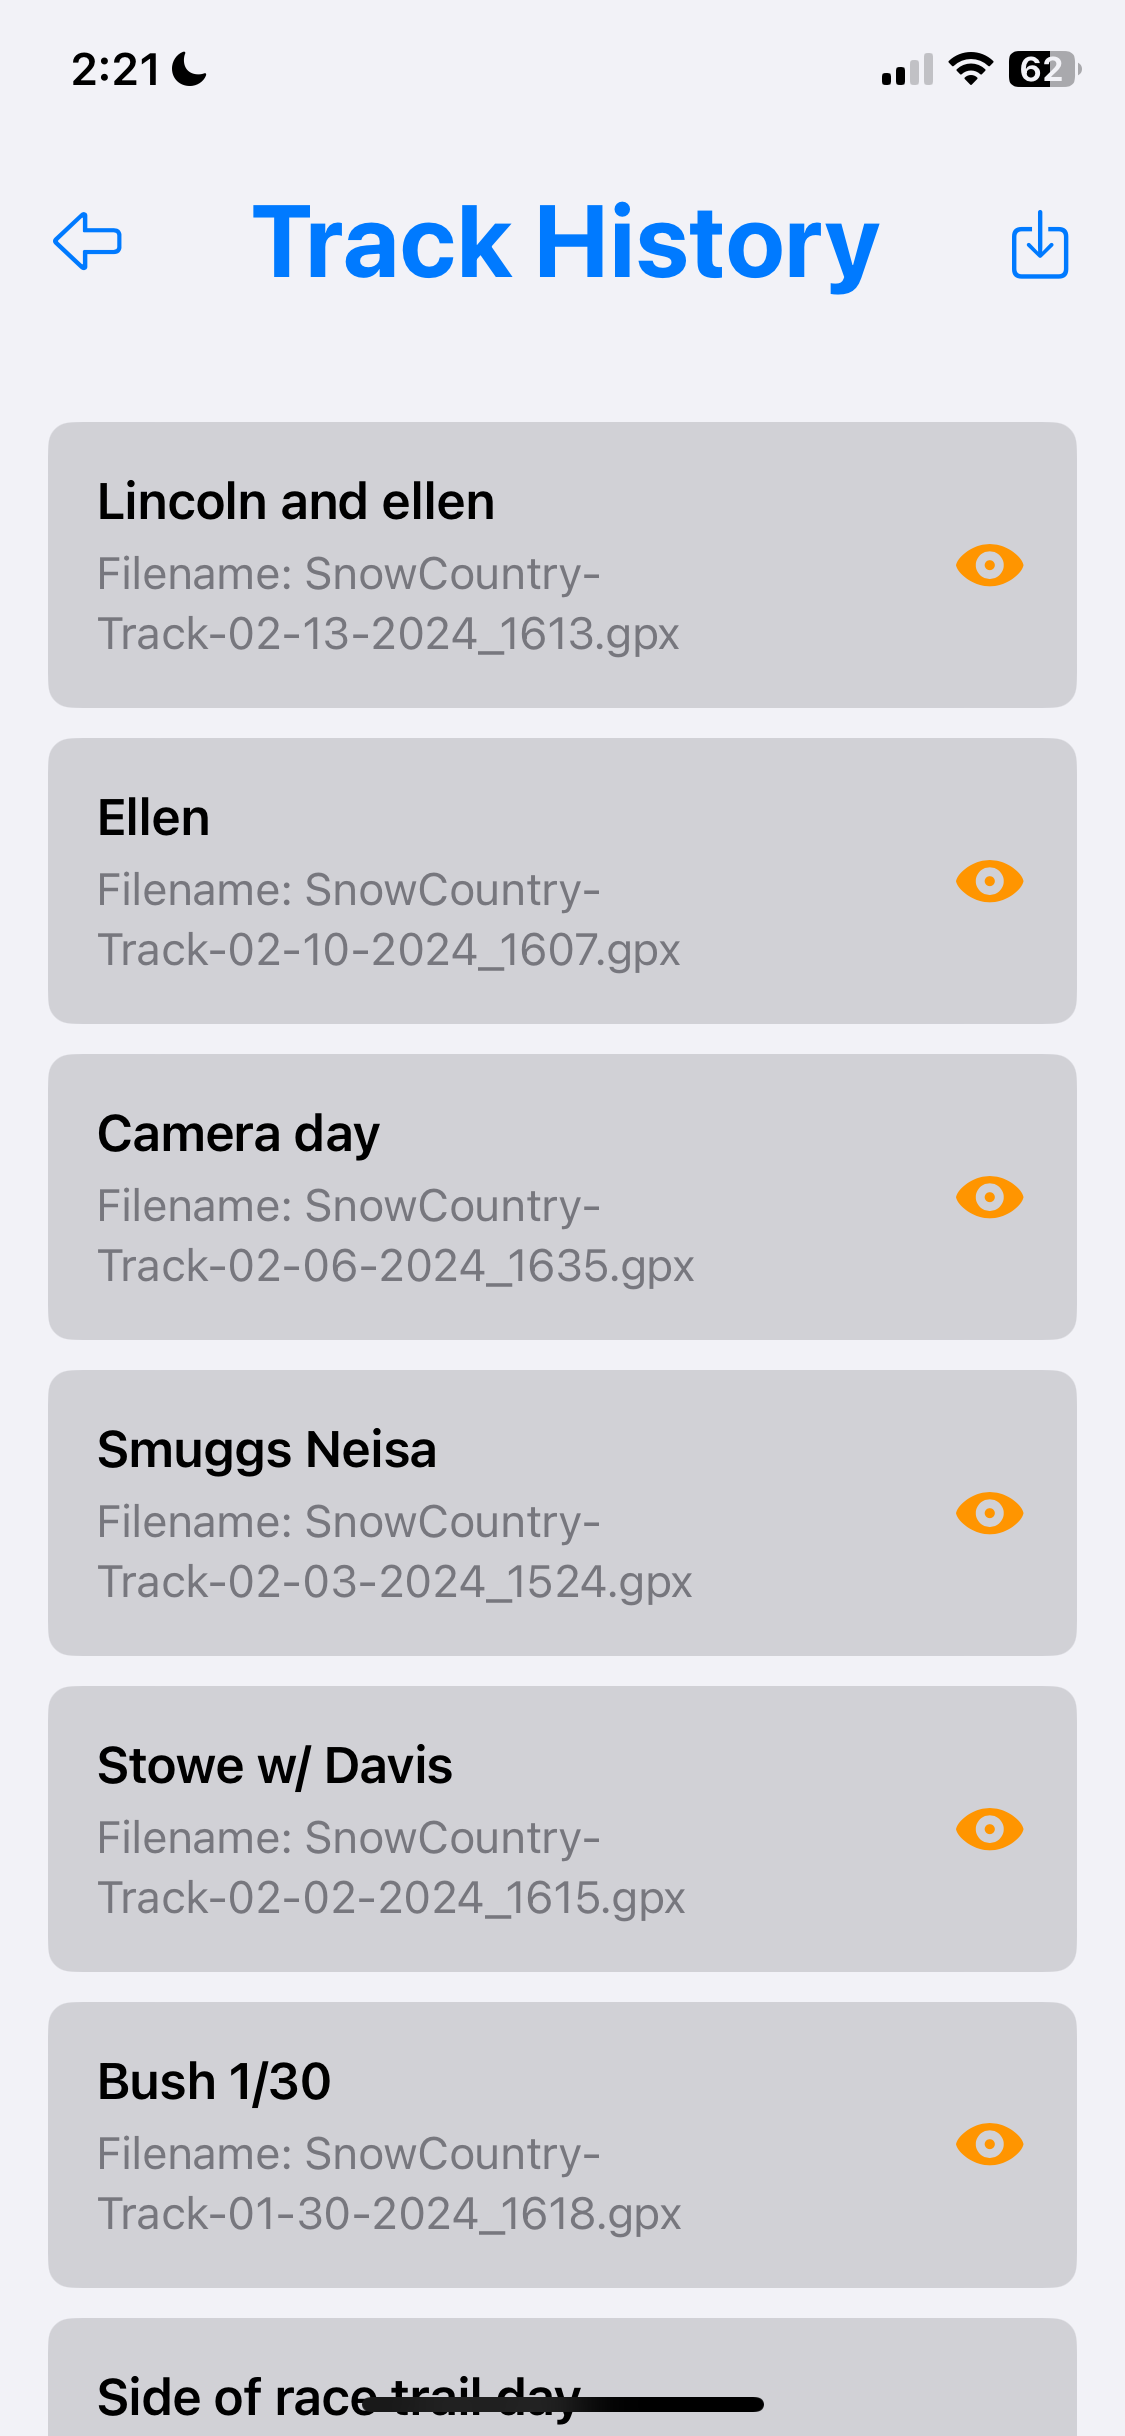 2:21
62
Track History
Lincoln and ellen
Filename: SnowCountry-
Track-02-13-2024_1613.gpx
Ellen
Filename: SnowCountry-
Track-02-10-2024_1607.gpx
Camera day
Filename: SnowCountry-
Track-02-06-2024_1635.gpx
Smuggs Neisa
Filename: SnowCountry-
Track-02-03-2024_1524.gpx
Stowe w/ Davis
Filename: SnowCountry-
Track-02-02-2024_1615.gpx
Bush 1/30
Filename: SnowCountry-
Track-01-30-2024_1618.gpx
Side of race trail day